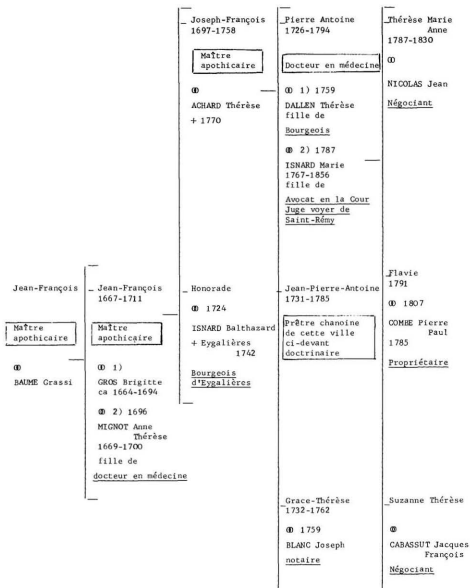 Joseph-François
1697-1758
Maître
apothicaire
⚭
ACHARD Thérèse
+ 1770
Pierre Antoine
1726-1794
Docteur en médecine
⚭ 1) 1759
DALLEN Thérèse
fille de
Bourgeois
⚭ 2) 1787
ISNARD Marie
1767-1856
fille de
Avocat en la Cour
Juge voyer de
Saint-Rémy
Thérèse Marie
Anne
1787-1830
⚭
NICOLAS Jean
Négociant
Jean-François
Maître
apothicaire
⚭
BAUME Grassi
Jean-François
1667-1711
Maître
apothicaire
⚭ 1)
GROS Brigitte
ca 1664-1694
⚭ 2) 1696
MIGNOT Anne
Thérèse
1669-1700
fille de
docteur en médecine
Honorade
⚭ 1724
ISNARD Balthazard
+ Eygalières
1742
Bourgeois
d'Eygalières
Jean-Pierre-Antoine
1731-1785
Prêtre chanoine
de cette ville
ci-devant
doctrinaire
Flavie
1791
⚭ 1807
COMBE Pierre
Paul
1785
Propriétaire
Grace-Thérèse
1732-1762
⚭ 1759
BLANC Joseph
notaire
Suzanne Thérèse
⚭
CABASSUT Jacques
François
Négociant